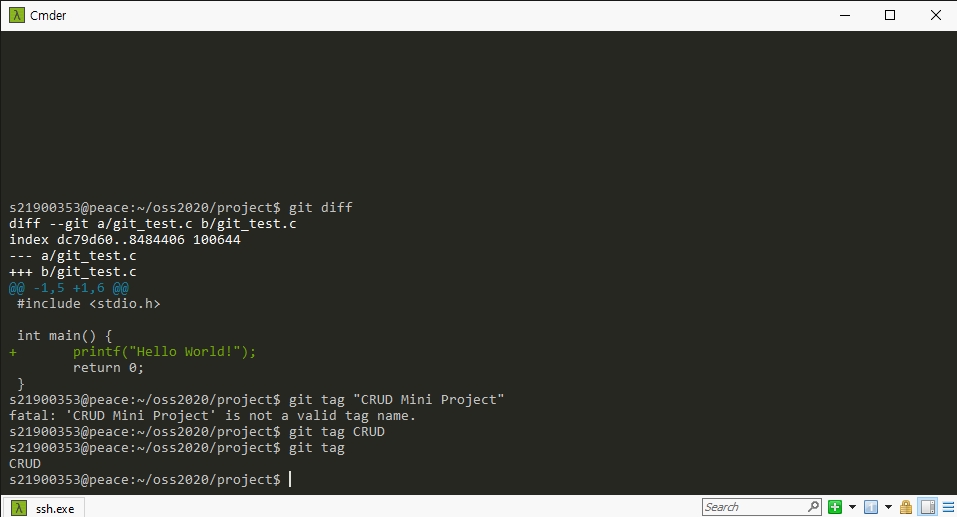 Cmder
s21900353@peace:~/oss2020/project$ git diff
diff --git a/git_test.c b/git_test.c
index dc79d60..8484406 100644
--- a/git_test.c
+++ b/git_test.c
@@ -1,5 +1,6 @@
 #include <stdio.h>

 int main() {
+       printf("Hello World!");
        return 0;
 }
s21900353@peace:~/oss2020/project$ git tag "CRUD Mini Project"
fatal: 'CRUD Mini Project' is not a valid tag name.
s21900353@peace:~/oss2020/project$ git tag CRUD
s21900353@peace:~/oss2020/project$ git tag
CRUD
s21900353@peace:~/oss2020/project$
λ ssh.exe
Search